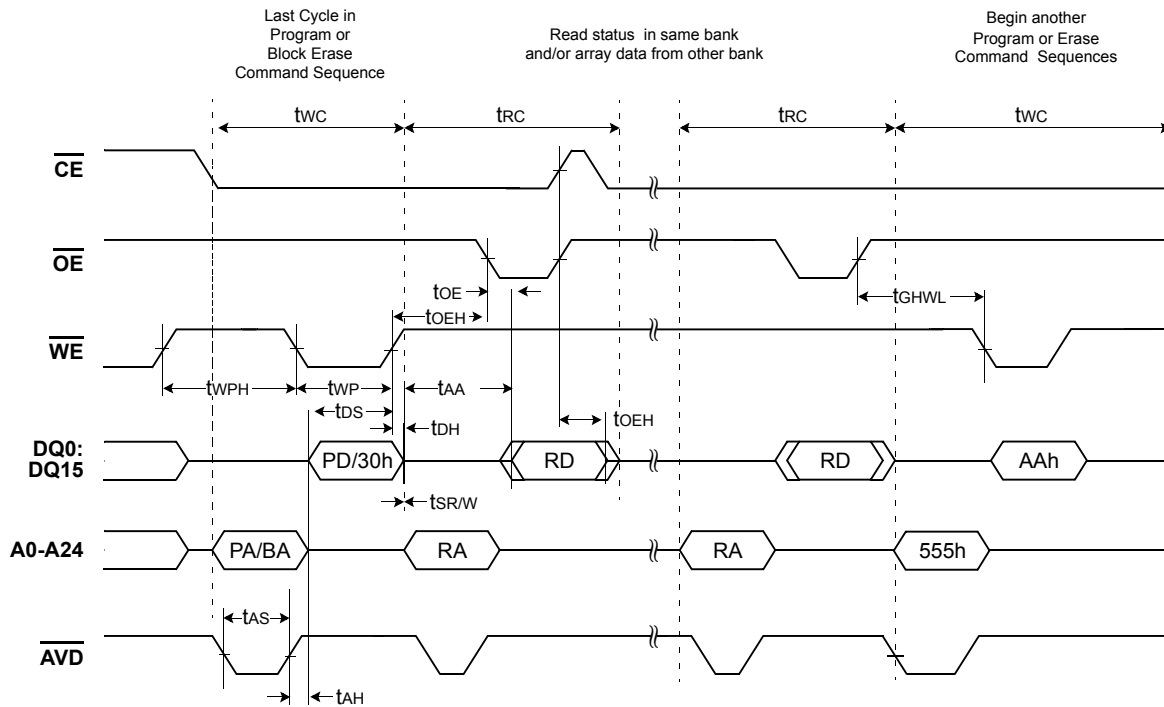 Last Cycle in
Program or
Block Erase
Command Sequence
Read status in same bank
and/or array data from other bank
Begin another
Program or Erase
Command Sequences
tWC
tRC
tRC
tWC
CE
OE
tOE
tOEH
tGHWL
WE
tWPH
tWP
tAA
tDS
tDH
tOEH
DQ0:
DQ15
PD/30h
RD
RD
AAh
tSR/W
A0-A24
PA/BA
RA
RA
555h
tAS
AVD
tAH